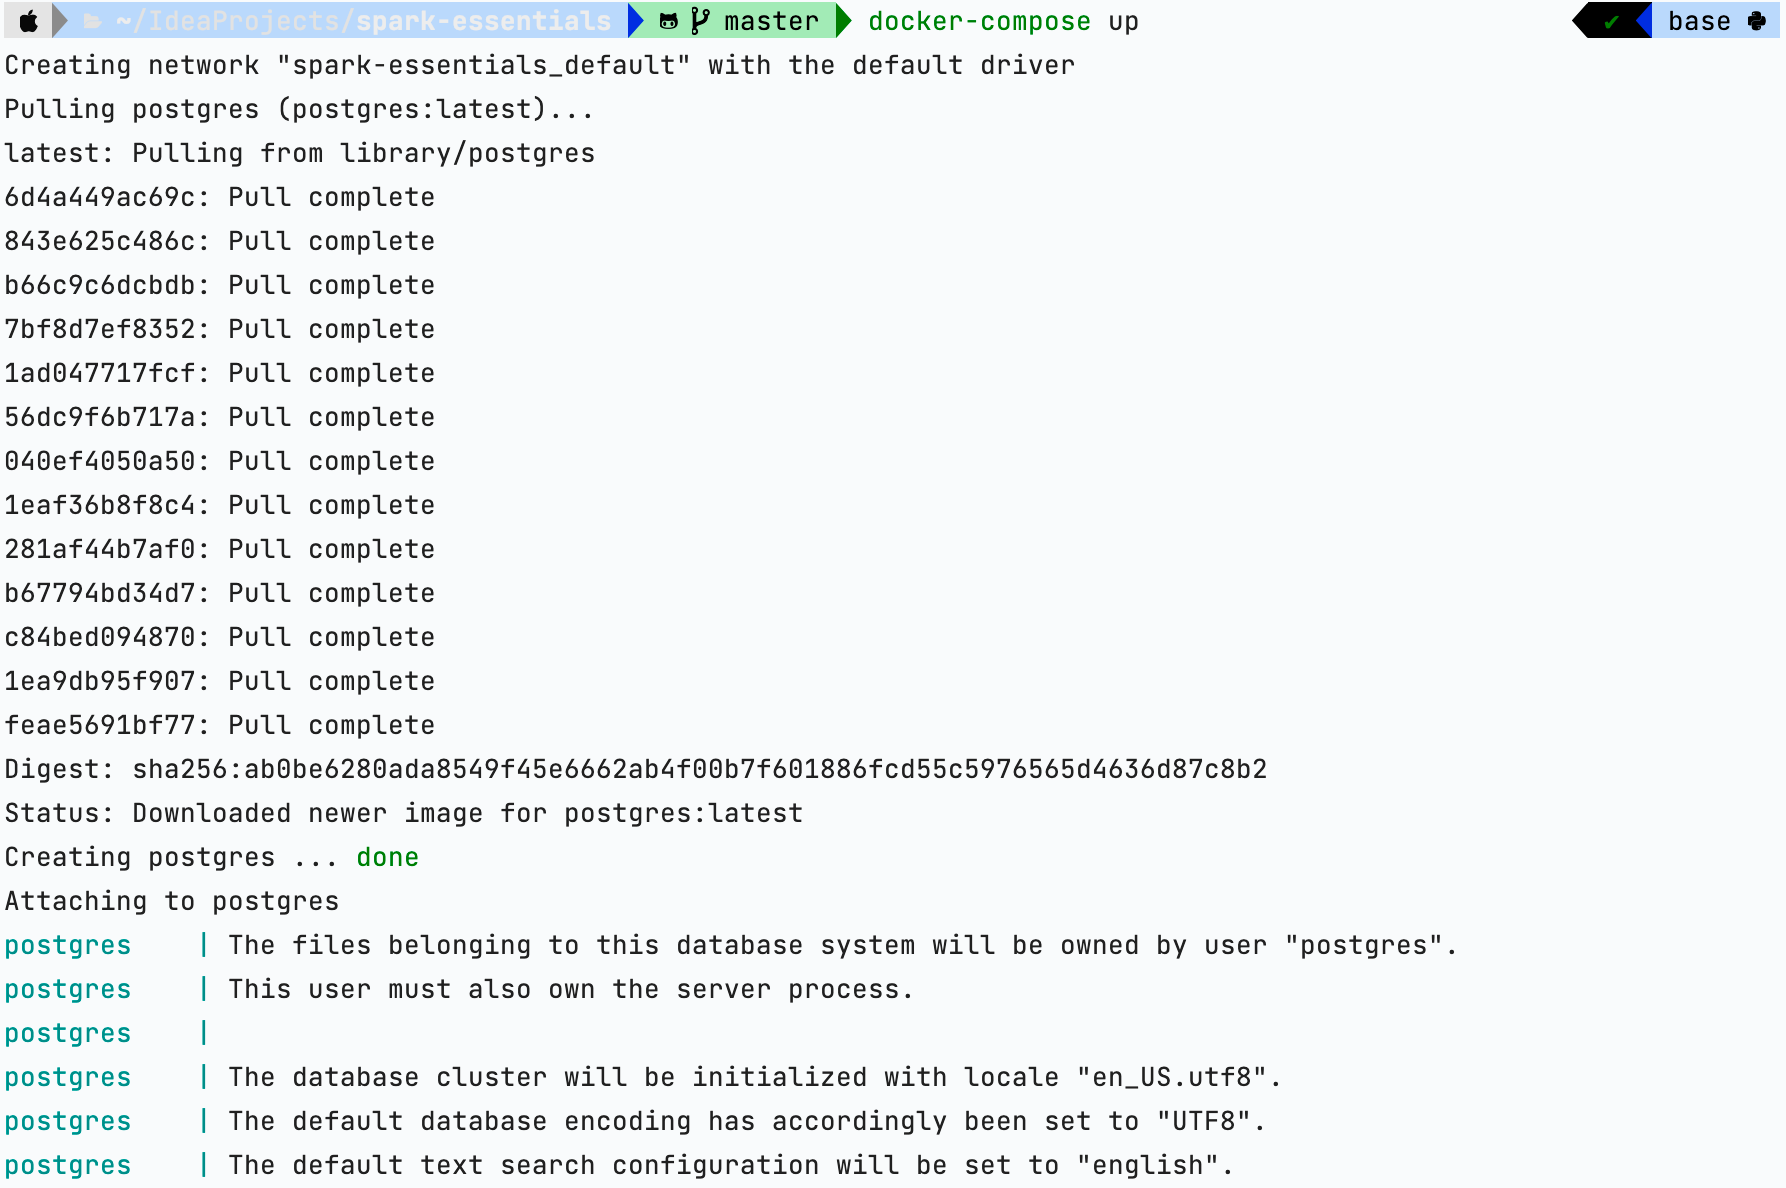 ~/IdeaProjects/spark-essentials master docker-compose up ✔ base
Creating network "spark-essentials_default" with the default driver
Pulling postgres (postgres:latest)...
latest: Pulling from library/postgres
6d4a449ac69c: Pull complete
843e625c486c: Pull complete
b66c9c6dcbdb: Pull complete
7bf8d7ef8352: Pull complete
1ad047717fcf: Pull complete
56dc9f6b717a: Pull complete
040ef4050a50: Pull complete
1eaf36b8f8c4: Pull complete
281af44b7af0: Pull complete
b67794bd34d7: Pull complete
c84bed094870: Pull complete
1ea9db95f907: Pull complete
feae5691bf77: Pull complete
Digest: sha256:ab0be6280ada8549f45e6662ab4f00b7f601886fcd55c5976565d4636d87c8b2
Status: Downloaded newer image for postgres:latest
Creating postgres ... done
Attaching to postgres
postgres    | The files belonging to this database system will be owned by user "postgres".
postgres    | This user must also own the server process.
postgres    |
postgres    | The database cluster will be initialized with locale "en_US.utf8".
postgres    | The default database encoding has accordingly been set to "UTF8".
postgres    | The default text search configuration will be set to "english".